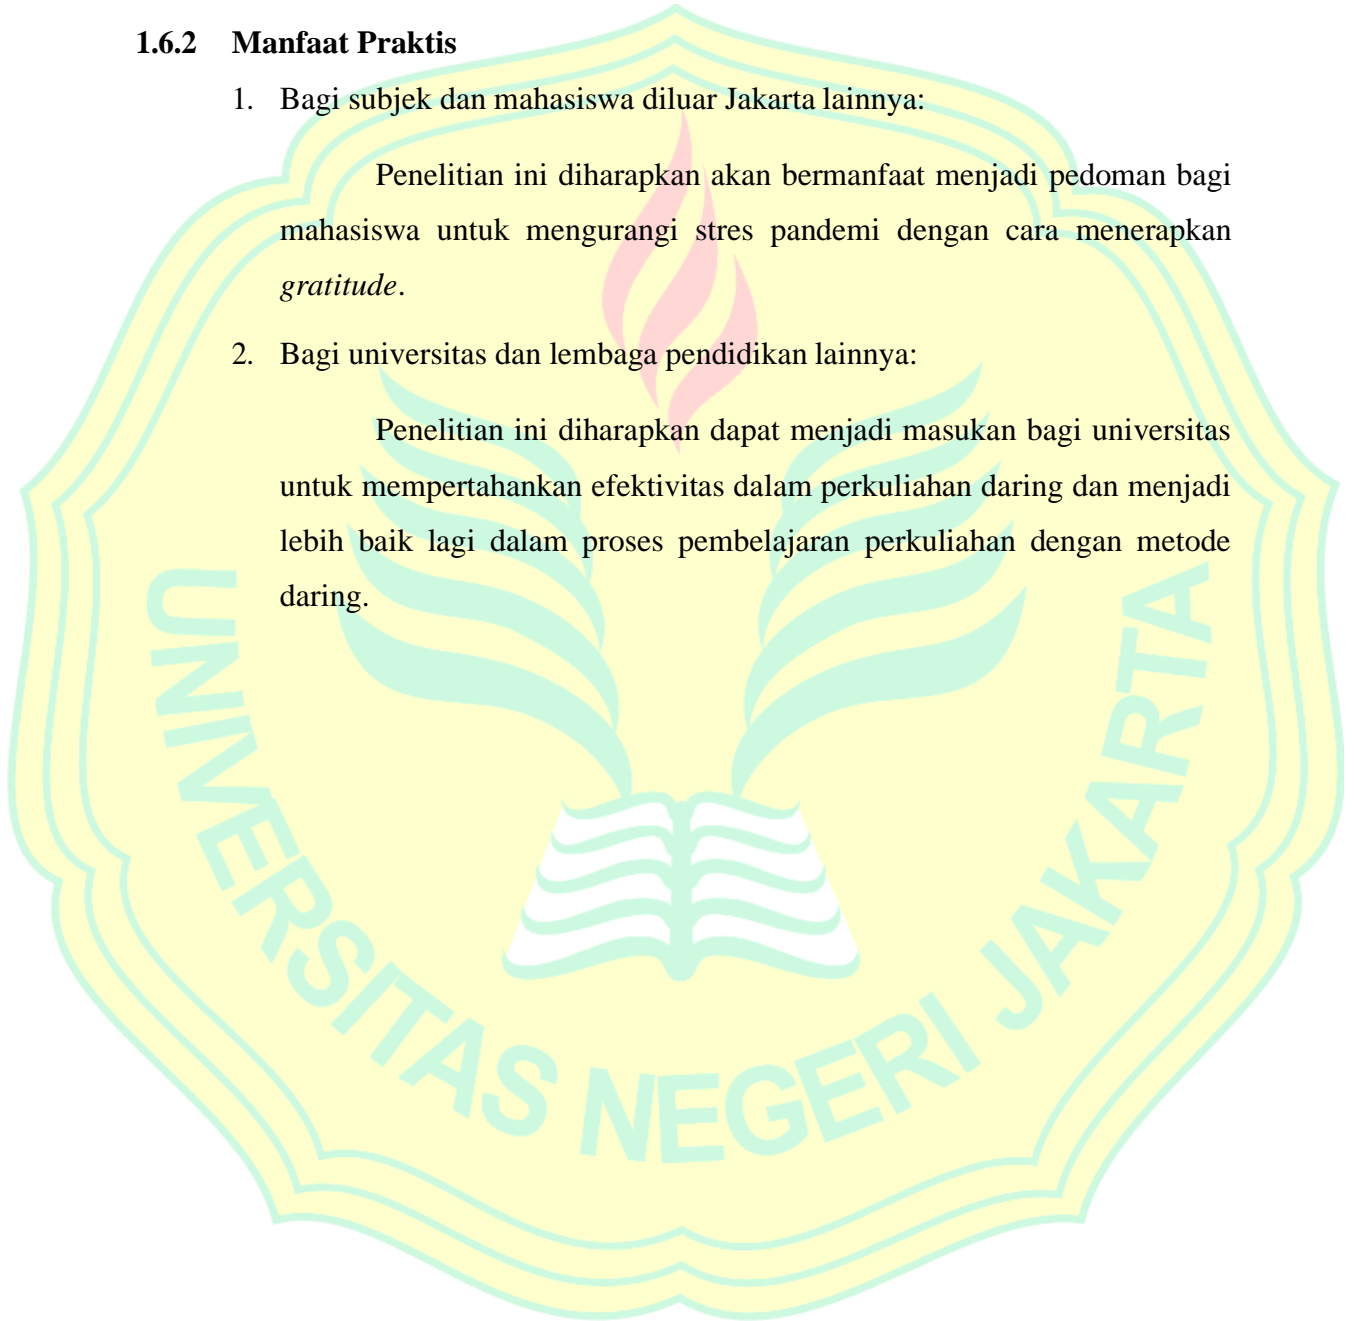 1.6.2 Manfaat Praktis
1. Bagi subjek dan mahasiswa diluar Jakarta lainnya:
Penelitian ini diharapkan akan bermanfaat menjadi pedoman bagi
mahasiswa untuk mengurangi stres pandemi dengan cara menerapkan
gratitude.
2. Bagi universitas dan lembaga pendidikan lainnya:
Penelitian ini diharapkan dapat menjadi masukan bagi universitas
untuk mempertahankan efektivitas dalam perkuliahan daring dan menjadi
lebih baik lagi dalam proses pembelajaran perkuliahan dengan metode
daring.
UNIVERSITAS NEGERI JAKARTA